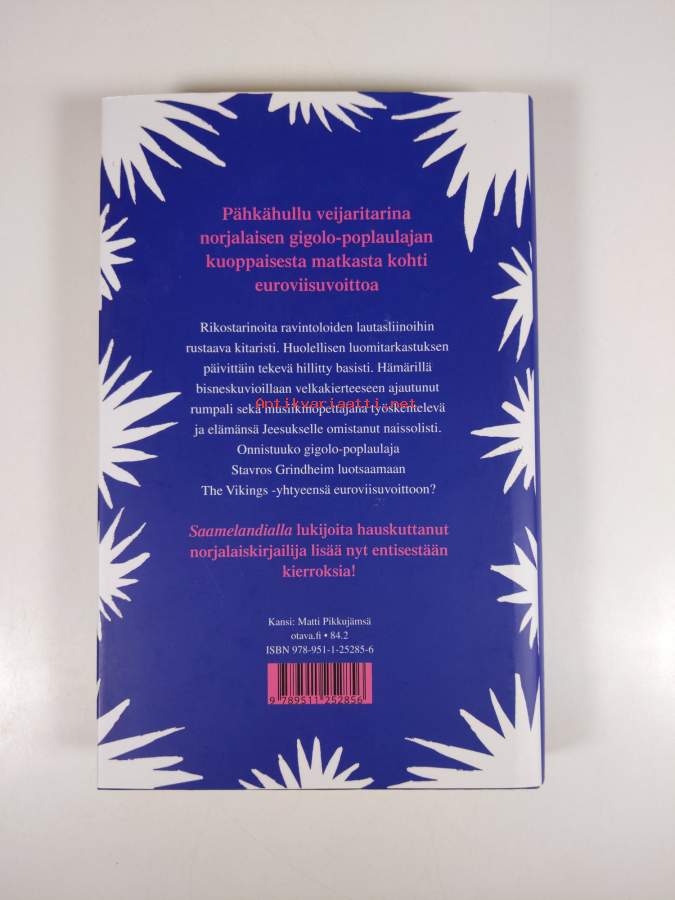 Pähkähullu veijaritarina
norjalaisen gigolo-poplaulajan
kuoppaisesta matkasta kohti
euroviisuvoittoa
Rikostarinoita ravintoloiden lautasliinoihin
rustaava kitaristi. Huolellisen luomitarkastuksen
päivittäin tekevä hillitty basisti. Hämärillä
bisneskuvioillaan velkakierteeseen ajautunut
Antikvariaatti.net
rumpali sekä musiikinopettajana työskentelevä
ja elämänsä Jeesukselle omistanut naissolisti.
Onnistuuko gigolo-poplaulaja
Stavros Grindheim luotsaamaan
The Vikings -yhtyeensä euroviisuvoittoon?
Saamelandialla lukijoita hauskuttanut
norjalaiskirjailija lisää nyt entisestään
kierroksia!
Kansi: Matti Pikkujämsä
otava.fi • 84.2
ISBN 978-951-1-25285-6
9 789511 252856